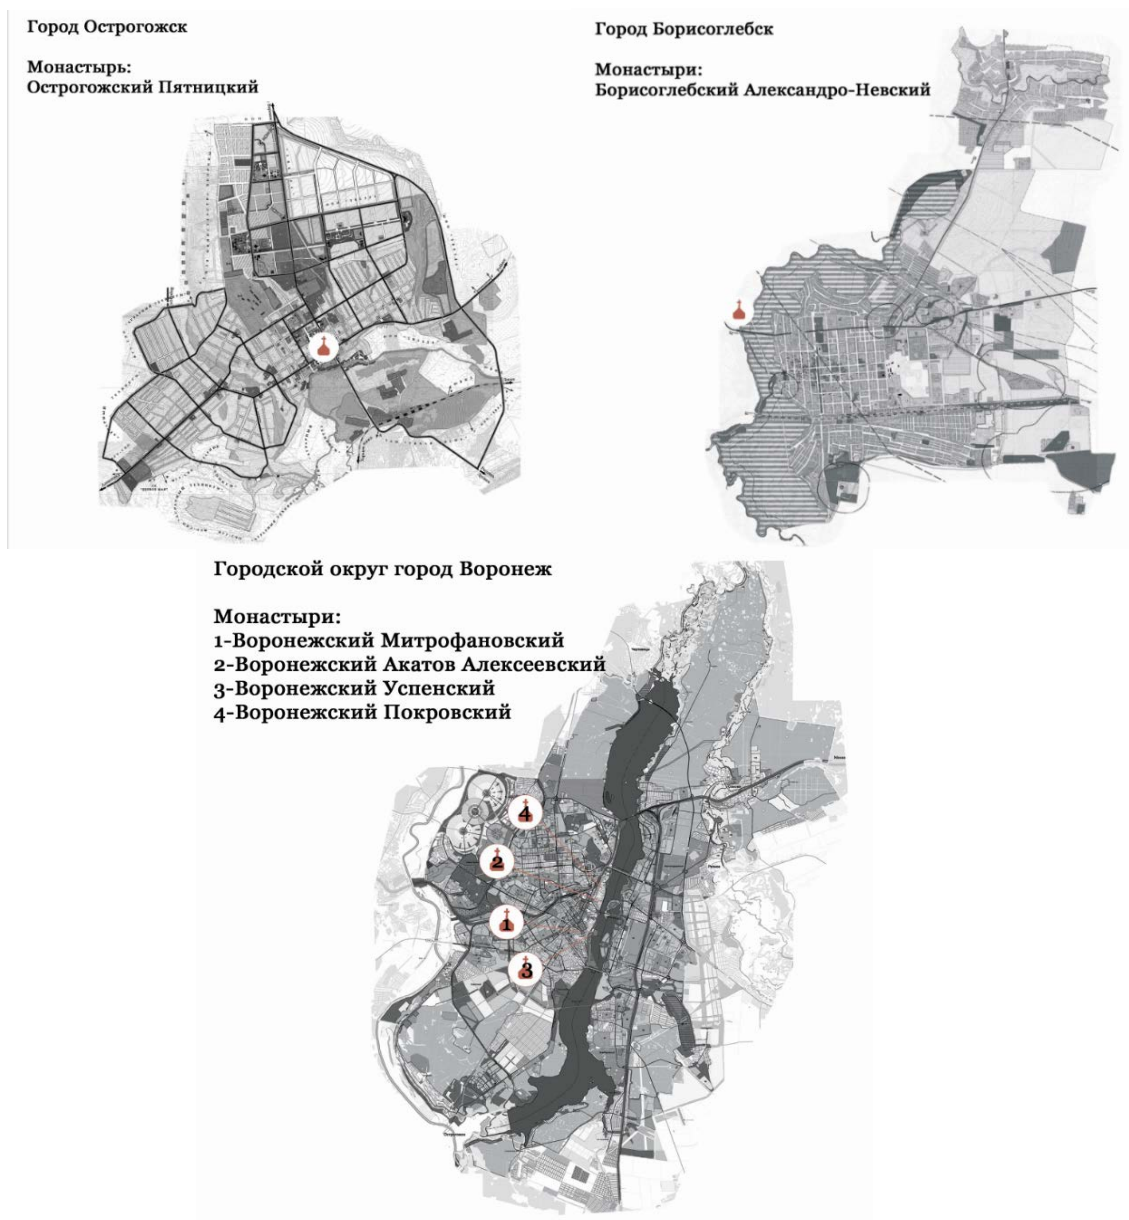 Город Острогожск
Монастырь:
Острогожский Пятницкий
Город Борисоглебск
Монастыри:
Борисоглебский Александро-Невский
Городской округ город Воронеж
Монастыри:
1-Воронежский Митрофановский
2-Воронежский Акатов Алексеевский
3-Воронежский Успенский
4-Воронежский Покровский
4
2
1
3